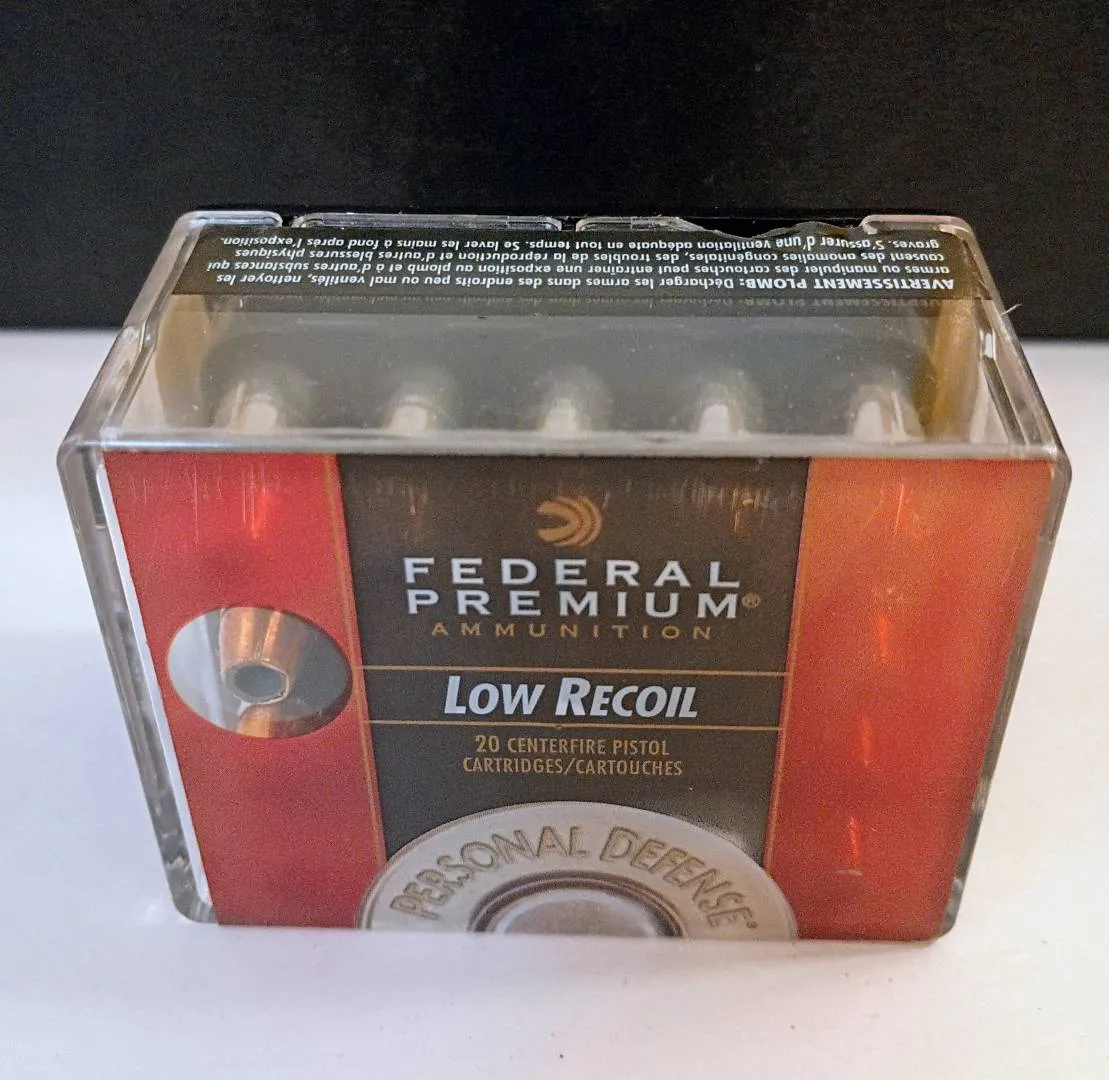 AVERTISSEMENT PLOMB: Décharger les armes dans des endroits peu ou mal ventilés, nettoyer les
armes ou manipuler des cartouches peut entraîner une exposition au plomb et à d'autres substances qui
causent des anomalies congénitales, des troubles de la reproduction et d'autres blessures physiques
graves. S'assurer d'une ventilation adéquate en tout temps. Se laver les mains à fond après l'exposition.
FEDERAL
PREMIUM®
AMMUNITION
LOW RECOIL
20 CENTERFIRE PISTOL
CARTRIDGES/CARTOUCHES
PERSONAL DEFENSE®